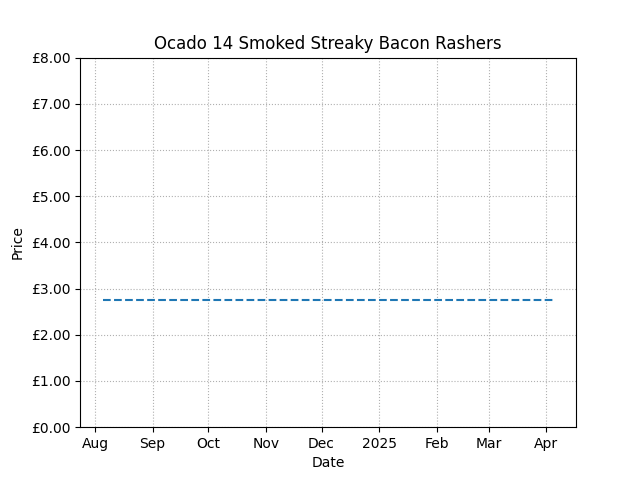 Ocado 14 Smoked Streaky Bacon Rashers
£8.00
£7.00
£6.00
£5.00
£4.00
£3.00
£2.00
£1.00
£0.00
Price
Aug Sep Oct Nov Dec 2025 Feb Mar Apr
Date